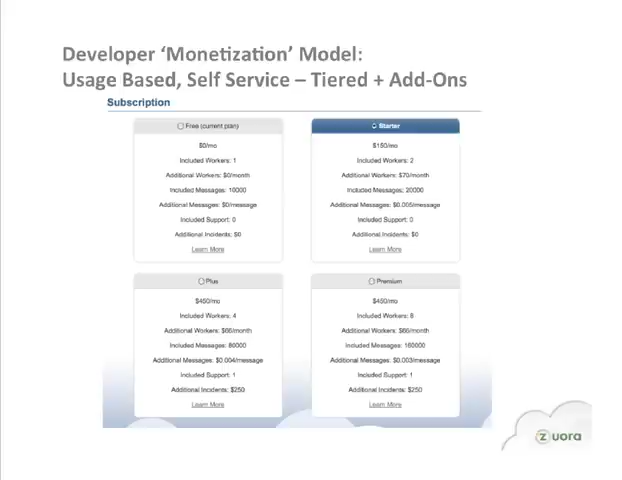 Developer ‘Monetization’ Model:
Usage Based, Self Service – Tiered + Add-Ons
Subscription
Free (current plan)
$0/mo
Included Workers: 1
Additional Workers: $0/month
Included Messages: 10000
Additional Messages: $0/message
Included Support: 0
Additional Incidents: $0
Learn More
Starter
$150/mo
Included Workers: 2
Additional Workers: $70/month
Included Messages: 20000
Additional Messages: $0.005/message
Included Support: 0
Additional Incidents: $0
Learn More
Plus
$450/mo
Included Workers: 4
Additional Workers: $66/month
Included Messages: 80000
Additional Messages: $0.004/message
Included Support: 1
Additional Incidents: $250
Learn More
Premium
$450/mo
Included Workers: 8
Additional Workers: $66/month
Included Messages: 160000
Additional Messages: $0.003/message
Included Support: 1
Additional Incidents: $250
Learn More
zuora